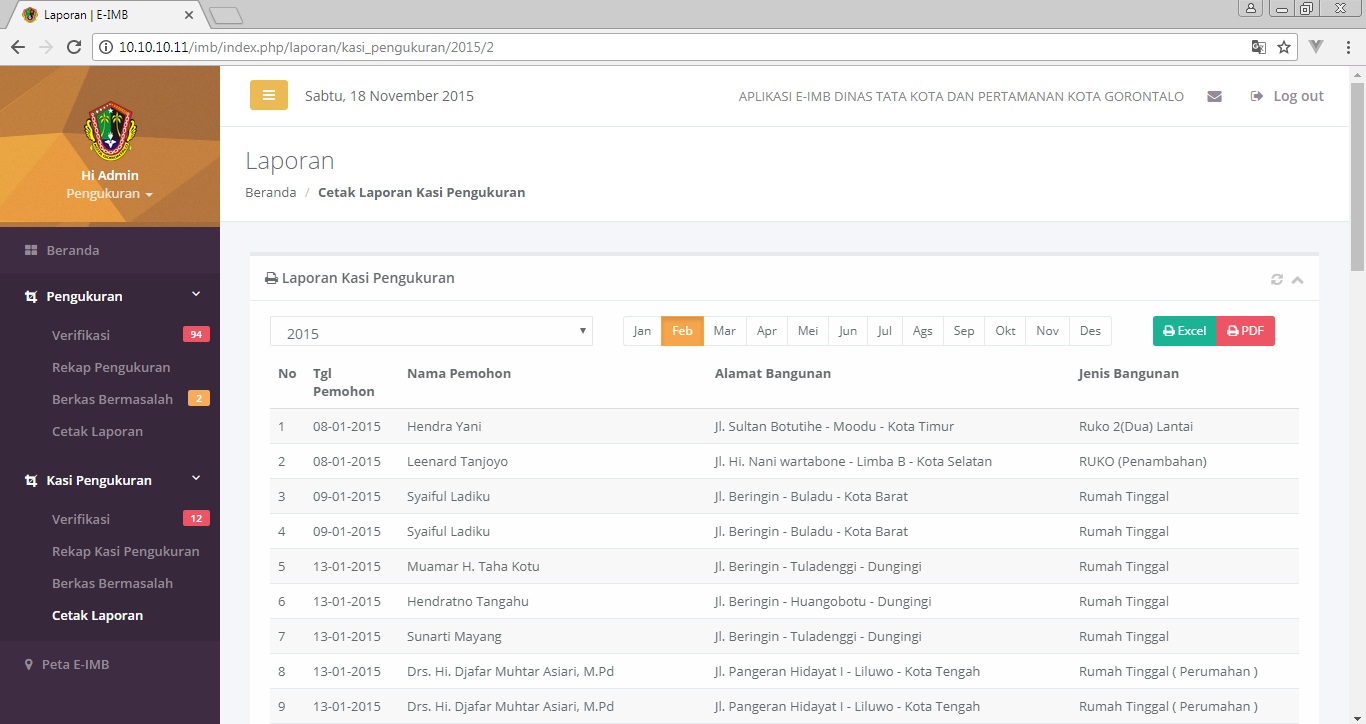 Laporan | E-IMB
10.10.10.11/imb/index.php/laporan/kasi_pengukuran/2015/2
Hi Admin
Pengukuran
Beranda
Pengukuran
Verifikasi 94
Rekap Pengukuran
Berkas Bermasalah 2
Cetak Laporan
Kasi Pengukuran
Verifikasi 12
Rekap Kasi Pengukuran
Berkas Bermasalah
Cetak Laporan
Peta E-IMB
Sabtu, 18 November 2015 APLIKASI E-IMB DINAS TATA KOTA DAN PERTAMANAN KOTA GORONTALO Log out
Laporan
Beranda / Cetak Laporan Kasi Pengukuran
Laporan Kasi Pengukuran
2015 Jan Feb Mar Apr Mei Jun Jul Ags Sep Okt Nov Des Excel PDF
No Tgl Pemohon Nama Pemohon Alamat Bangunan Jenis Bangunan
1 08-01-2015 Hendra Yani Jl. Sultan Botutihe - Moodu - Kota Timur Ruko 2(Dua) Lantai
2 08-01-2015 Leenard Tanjoyo Jl. Hi. Nani wartabone - Limba B - Kota Selatan RUKO (Penambahan)
3 09-01-2015 Syaiful Ladiku Jl. Beringin - Buladu - Kota Barat Rumah Tinggal
4 09-01-2015 Syaiful Ladiku Jl. Beringin - Buladu - Kota Barat Rumah Tinggal
5 13-01-2015 Muamar H. Taha Kotu Jl. Beringin - Tuladenggi - Dungingi Rumah Tinggal
6 13-01-2015 Hendratno Tangahu Jl. Beringin - Huangobotu - Dungingi Rumah Tinggal
7 13-01-2015 Sunarti Mayang Jl. Beringin - Tuladenggi - Dungingi Rumah Tinggal
8 13-01-2015 Drs. Hi. Djafar Muhtar Asiari, M.Pd Jl. Pangeran Hidayat I - Liluwo - Kota Tengah Rumah Tinggal ( Perumahan )
9 13-01-2015 Drs. Hi. Djafar Muhtar Asiari, M.Pd Jl. Pangeran Hidayat I - Liluwo - Kota Tengah Rumah Tinggal ( Perumahan )